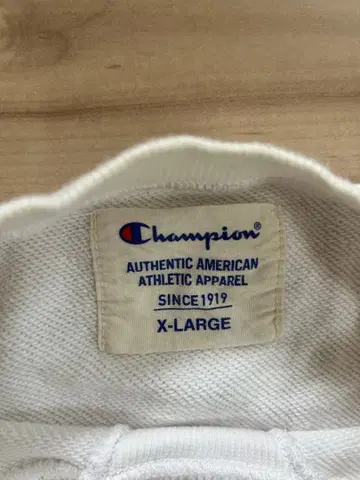 Champion®
AUTHENTIC AMERICAN
ATHLETIC APPAREL
SINCE 1919
X-LARGE